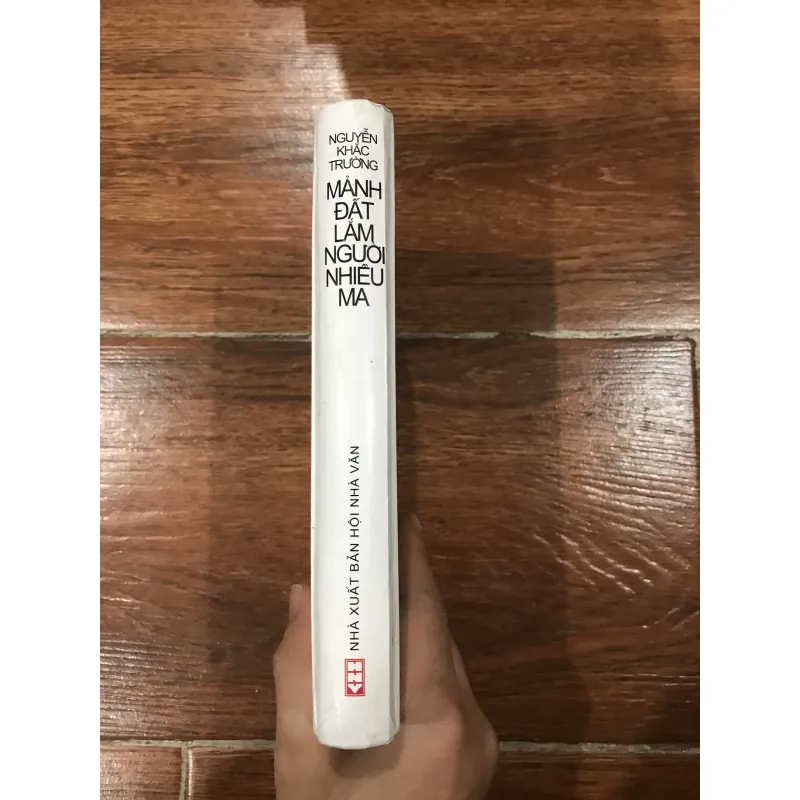 NGUYỄN
KHẮC
TRƯỜNG
MẢNH
ĐẤT
LẮM
NGƯỜI
NHIỀU
MA
NHÀ XUẤT BẢN HỘI NHÀ VĂN